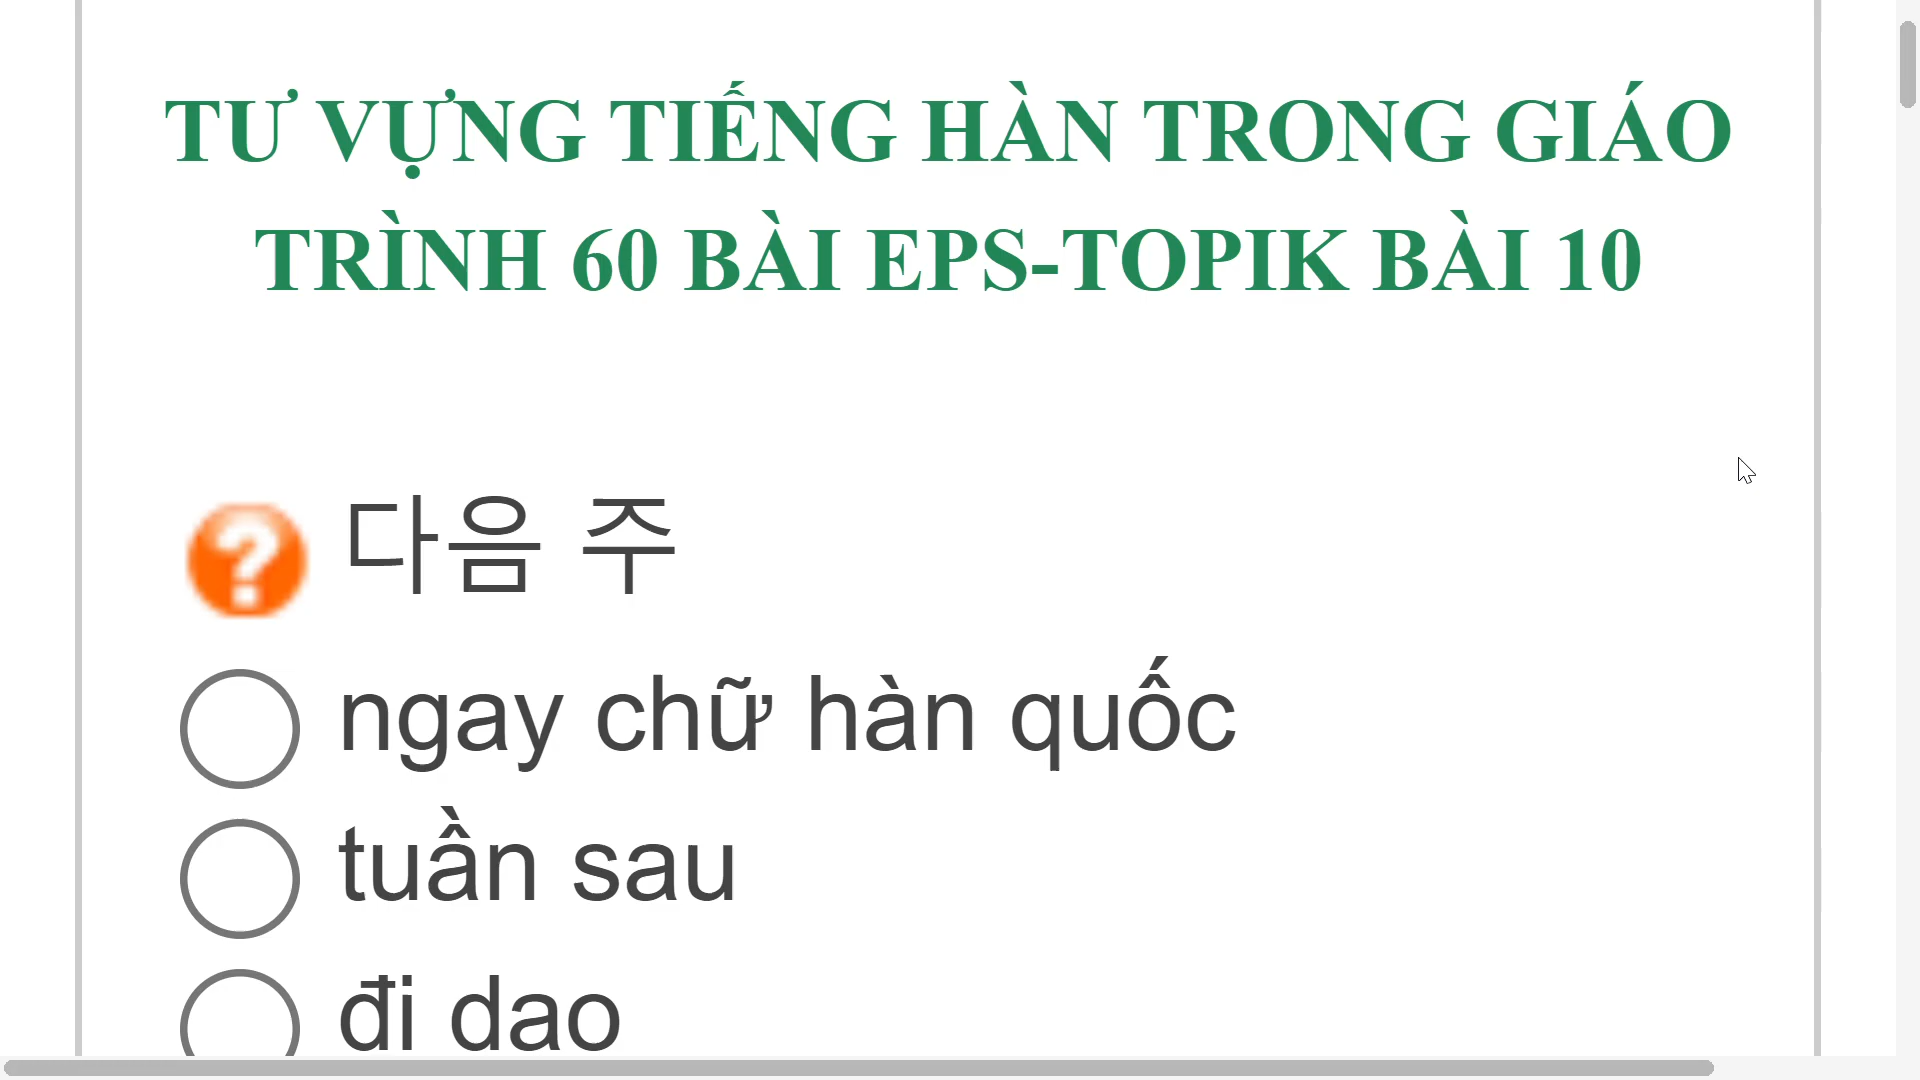 TƯ VỰNG TIẾNG HÀN TRONG GIÁO
TRÌNH 60 BÀI EPS-TOPIK BÀI 10
다음 주
ngay chữ hàn quốc
tuần sau
đi dao